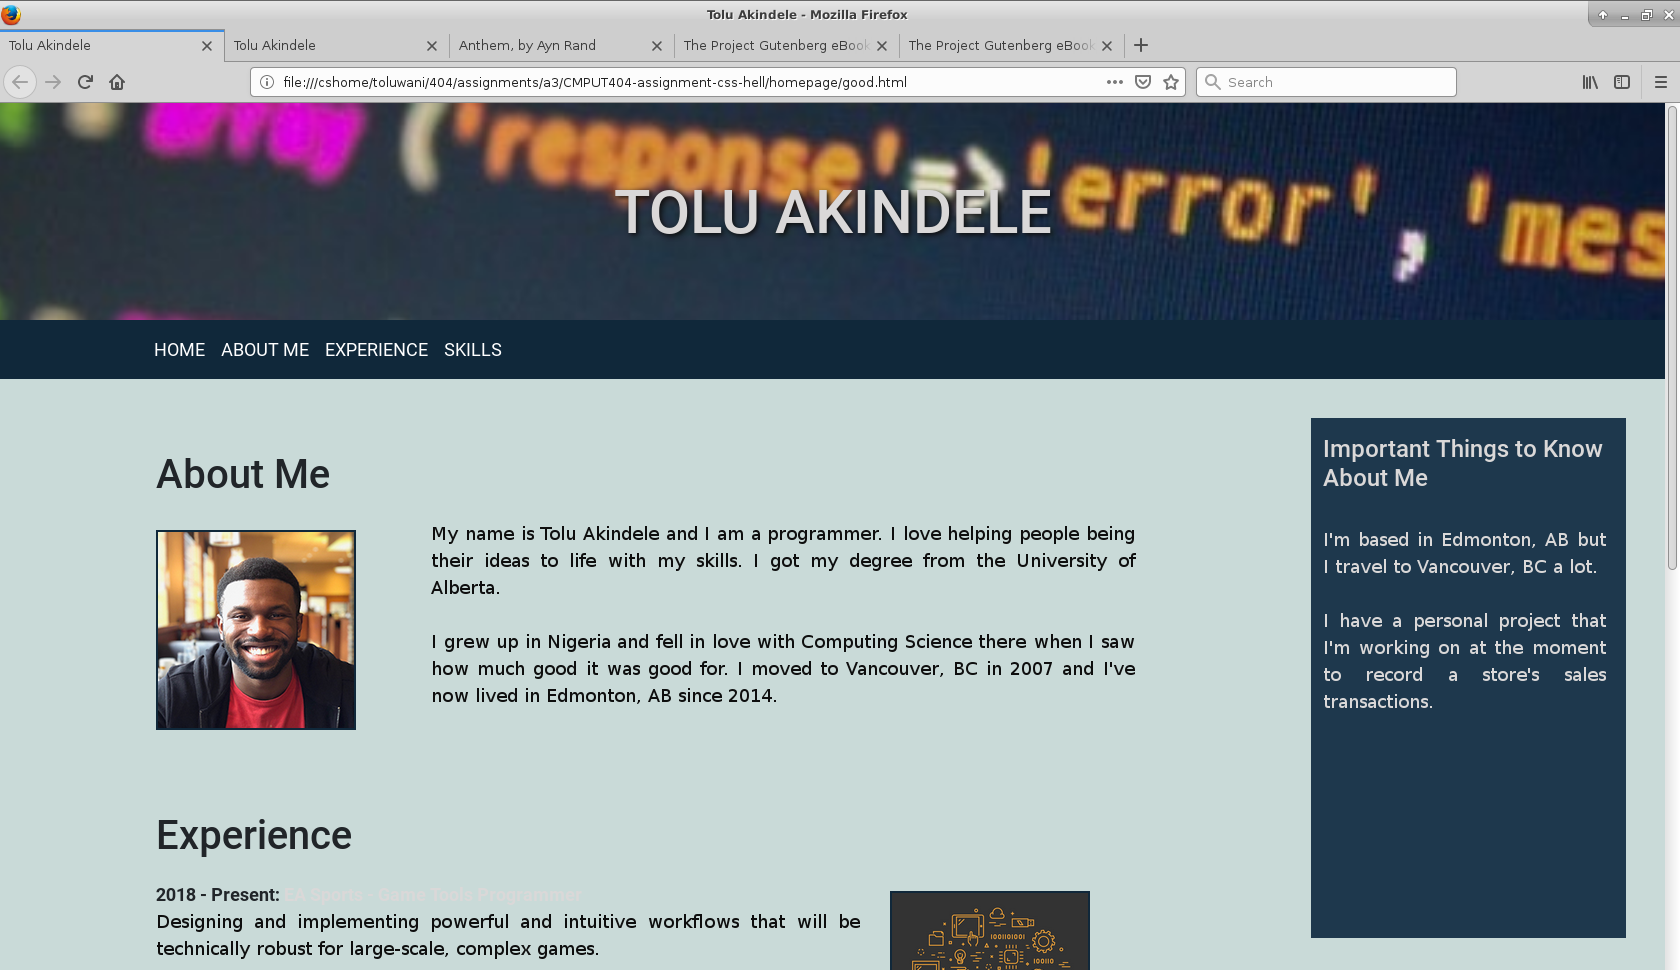 Tolu Akindele - Mozilla Firefox
Tolu Akindele
Tolu Akindele
Anthem, by Ayn Rand
The Project Gutenberg eBook
The Project Gutenberg eBook
file:///cshome/toluwani/404/assignments/a3/CMPUT404-assignment-css-hell/homepage/good.html
Search
array ('response'=> 'error', 'mes
TOLU AKINDELE
HOME ABOUT ME EXPERIENCE SKILLS
About Me
My name is Tolu Akindele and I am a programmer. I love helping people being
their ideas to life with my skills. I got my degree from the University of
Alberta.
I grew up in Nigeria and fell in love with Computing Science there when I saw
how much good it was good for. I moved to Vancouver, BC in 2007 and I've
now lived in Edmonton, AB since 2014.
Important Things to Know
About Me
I'm based in Edmonton, AB but
I travel to Vancouver, BC a lot.
I have a personal project that
I'm working on at the moment
to record a store's sales
transactions.
Experience
2018 - Present: EA Sports - Game Tools Programmer
Designing and implementing powerful and intuitive workflows that will be
technically robust for large-scale, complex games.
1001101001
100110